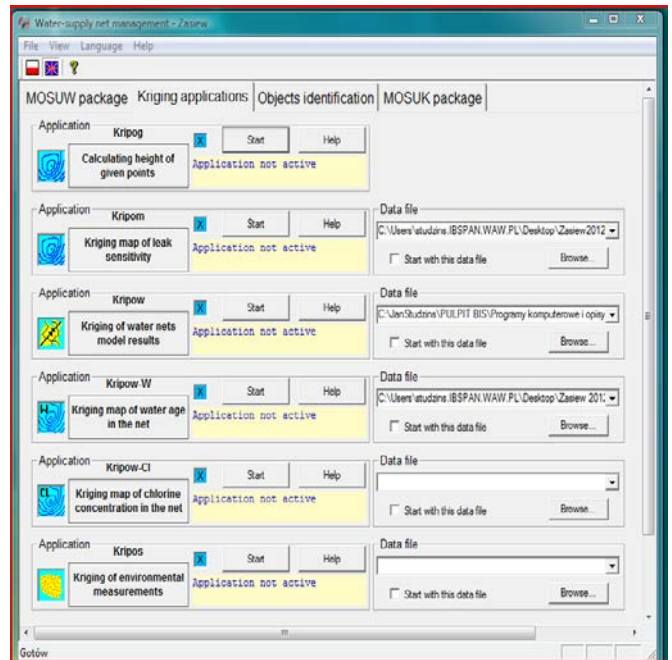 Water-supply net management - Zasiew
File View Language Help
MOSUW package Kriging applications Objects identification MOSUK package
Application
Kripog
Calculating height of
given points
X Start Help
Application not active
Application
Kripom
Kriging map of leak
sensitivity
X Start Help
Application not active
Data file
C:\Users\studzins.IBSPAN.WAW.PL\Desktop\Zasiew2012
Start with this data file Browse...
Application
Kripow
Kriging of water nets
model results
X Start Help
Application not active
Data file
C:\JanStudzins\PULPIT BIS\Programy komputerowe i opisy
Start with this data file Browse...
Application
Kripow-W
Kriging map of water age
in the net
X Start Help
Application not active
Data file
C:\Users\studzins.IBSPAN.WAW.PL\Desktop\Zasiew 201
Start with this data file Browse...
Application
Kripow-Cl
CL
Kriging map of chlorine
concentration in the net
X Start Help
Application not active
Data file
Start with this data file Browse...
Application
Kripos
Kriging of environmental
measurements
X Start Help
Application not active
Data file
Start with this data file Browse...
Gotów